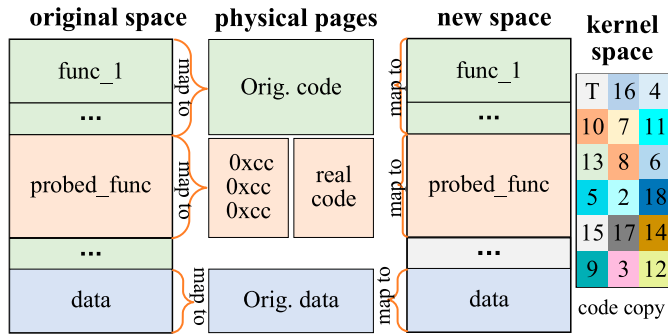 original space
physical pages
new space
kernel
space
func_1
...
probed_func
...
data
map to
map to
map to
Orig. code
0xcc
0xcc
0xcc
real
code
Orig. data
map to
map to
map to
func_1
...
probed_func
...
data
T 16 4
10 7 11
13 8 6
5 2 18
15 17 14
9 3 12
code copy